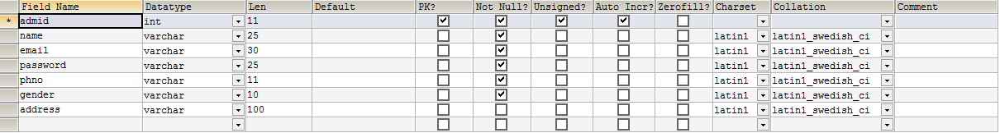 Field Name Datatype Len Default PK? Not Null? Unsigned? Auto Incr? Zerofill? Charset Collation Comment
* admid int 11
name varchar 25 latin1 latin1_swedish_ci
email varchar 30 latin1 latin1_swedish_ci
password varchar 25 latin1 latin1_swedish_ci
phno varchar 11 latin1 latin1_swedish_ci
gender varchar 10 latin1 latin1_swedish_ci
address varchar 100 latin1 latin1_swedish_ci